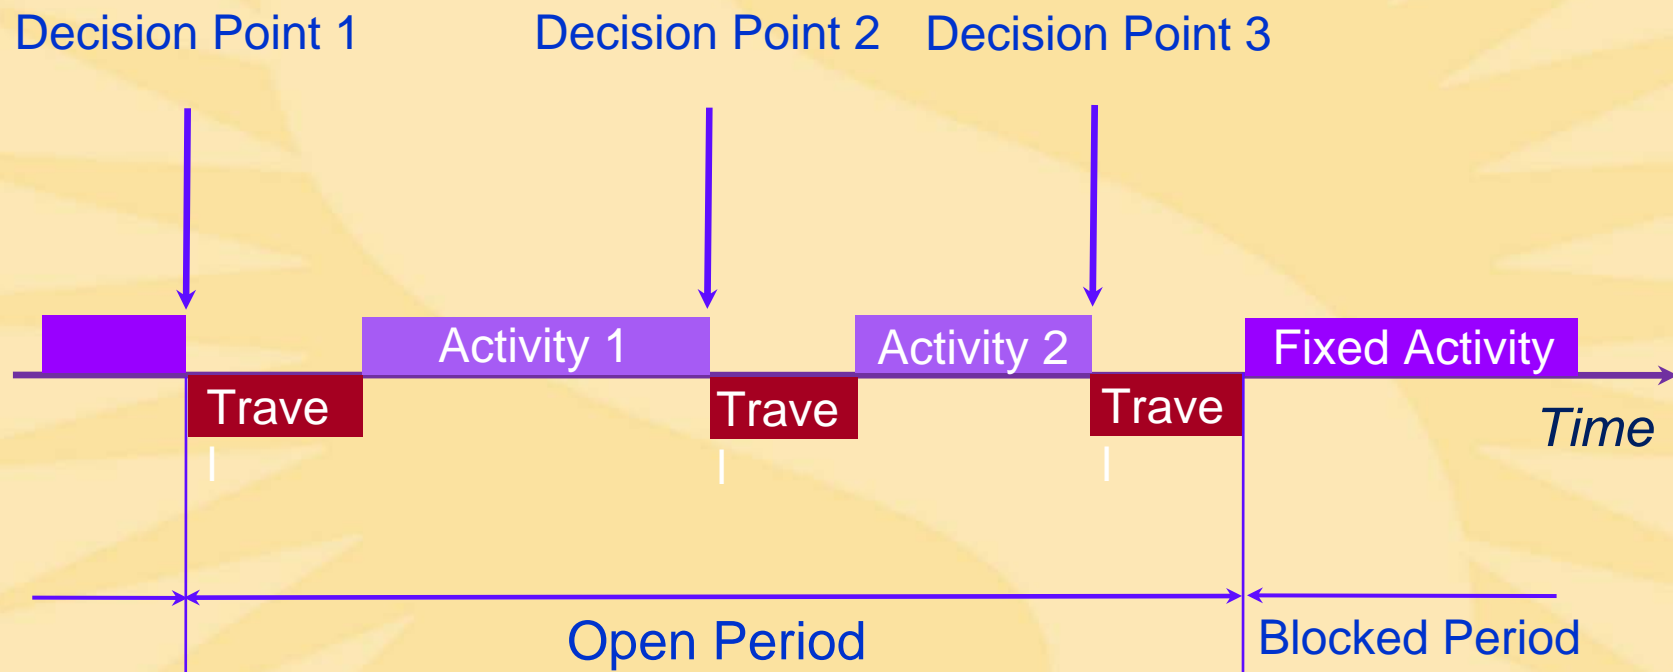 Decision Point 1
Decision Point 2
Decision Point 3
Activity 1
Activity 2
Fixed Activity
Trave
l
Trave
l
Trave
l
Time
Open Period
Blocked Period